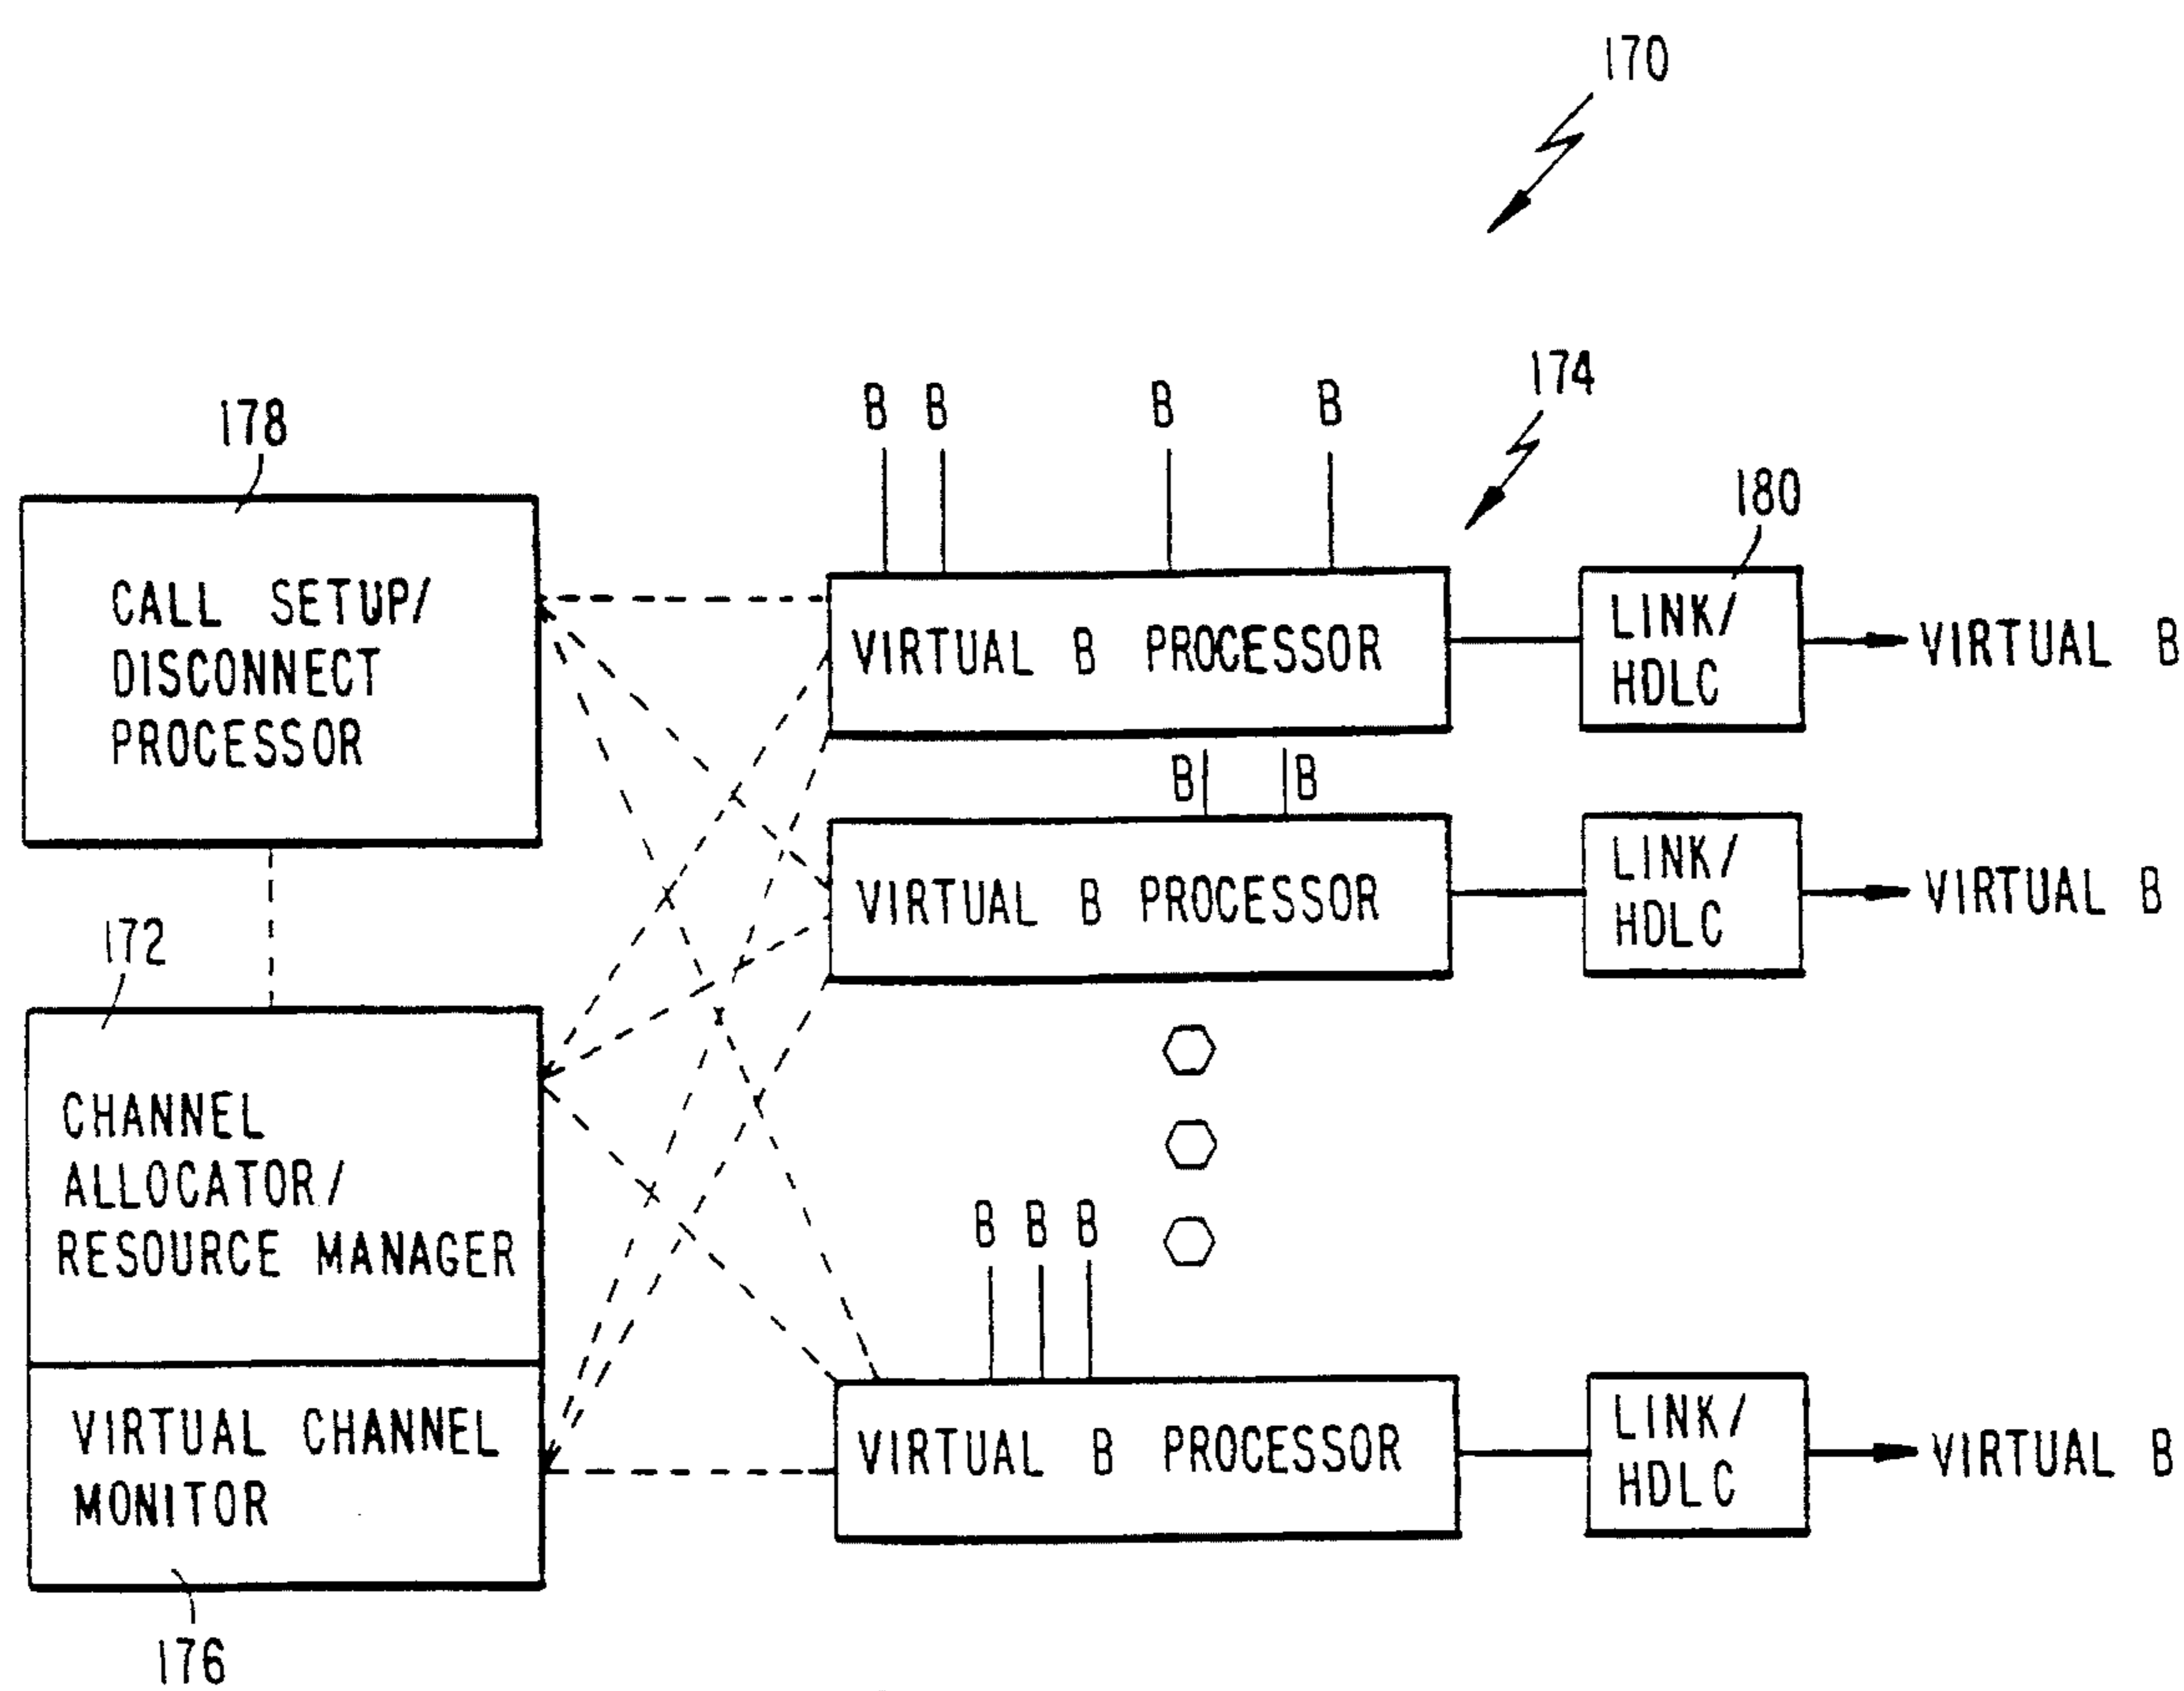 170
174
B B B B
178
180
CALL SETUP/
DISCONNECT
PROCESSOR
VIRTUAL B PROCESSOR
LINK/
HDLC
VIRTUAL B
B B
VIRTUAL B PROCESSOR
LINK/
HDLC
VIRTUAL B
172
CHANNEL
ALLOCATOR/
RESOURCE MANAGER
B B B
VIRTUAL CHANNEL
MONITOR
VIRTUAL B PROCESSOR
LINK/
HDLC
VIRTUAL B
176